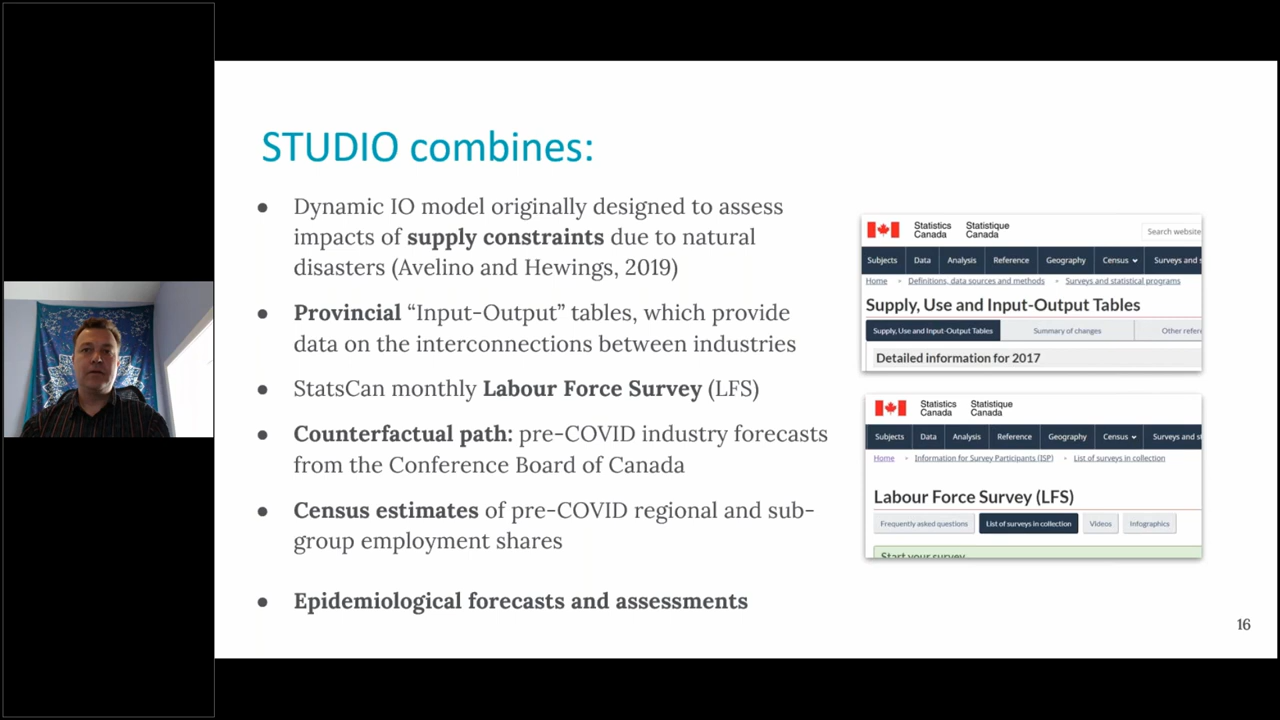 STUDIO combines:
● Dynamic IO model originally designed to assess
impacts of supply constraints due to natural
disasters (Avelino and Hewings, 2019)
● Provincial “Input-Output” tables, which provide
data on the interconnections between industries
● StatsCan monthly Labour Force Survey (LFS)
● Counterfactual path: pre-COVID industry forecasts
from the Conference Board of Canada
● Census estimates of pre-COVID regional and sub-
group employment shares
● Epidemiological forecasts and assessments
Statistics Statistique
Canada Canada
Search website
Subjects Data Analysis Reference Geography Census Surveys and s
Home Definitions, data sources and methods Surveys and statistical programs
Supply, Use and Input-Output Tables
Supply, Use and Input-Output Tables Summary of changes Other refere
Detailed information for 2017
Statistics Statistique
Canada Canada
Subjects Data Analysis Reference Geography Census Surveys and st
Home Information for Survey Participants (ISP) List of surveys in collection
Labour Force Survey (LFS)
Frequently asked questions List of surveys in collection Videos Infographics
Start your survey
16